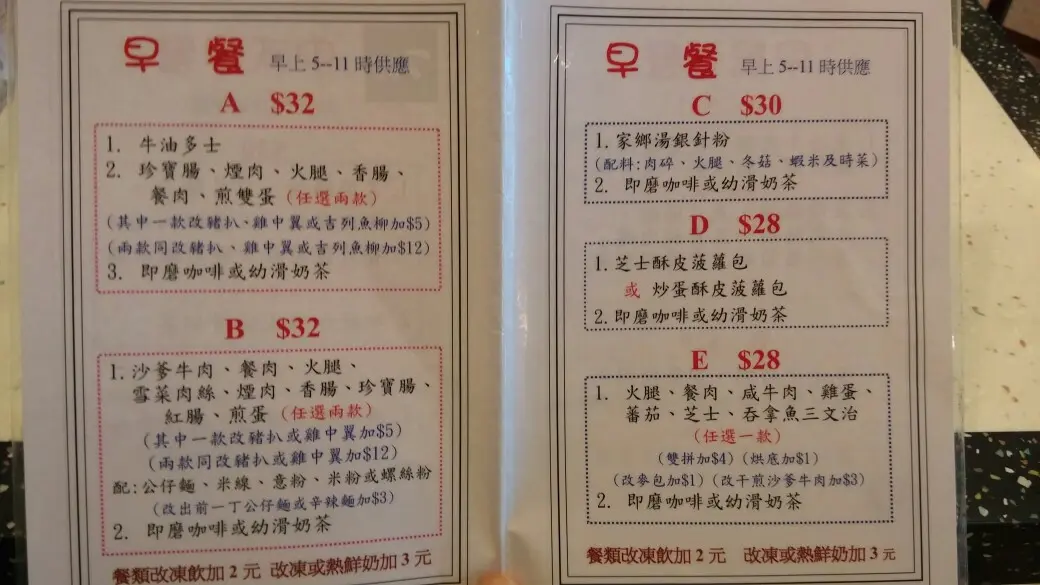 早餐 早上5--11時供應
A $32
1. 牛油多士
2. 珍寶腸、煙肉、火腿、香腸、
餐肉、煎雙蛋(任選兩款)
(其中一款改豬扒、雞中翼或吉列魚柳加$5)
(兩款同改豬扒、雞中翼或吉列魚柳加$12)
3. 即磨咖啡或幼滑奶茶
B $32
1. 沙爹牛肉、餐肉、火腿、
雪菜肉絲、煙肉、香腸、珍寶腸、
紅腸、煎蛋(任選兩款)
(其中一款改豬扒或雞中翼加$5)
(兩款同改豬扒或雞中翼加$12)
配:公仔麵、米線、意粉、米粉或螺絲粉
(改出前一丁公仔麵或辛辣麵加$3)
2. 即磨咖啡或幼滑奶茶
餐類改凍飲加2元 改凍或熱鮮奶加3元
早餐 早上5--11時供應
C $30
1. 家鄉湯銀針粉
(配料:肉碎、火腿、冬菇、蝦米及時菜)
2. 即磨咖啡或幼滑奶茶
D $28
1. 芝士酥皮菠蘿包
或 炒蛋酥皮菠蘿包
2. 即磨咖啡或幼滑奶茶
E $28
1. 火腿、餐肉、咸牛肉、雞蛋、
蕃茄、芝士、吞拿魚三文治
(任選一款)
(雙拼加$4) (烘底加$1)
(改麥包加$1) (改干煎沙爹牛肉加$3)
2. 即磨咖啡或幼滑奶茶
餐類改凍飲加2元 改凍或熱鮮奶加3元